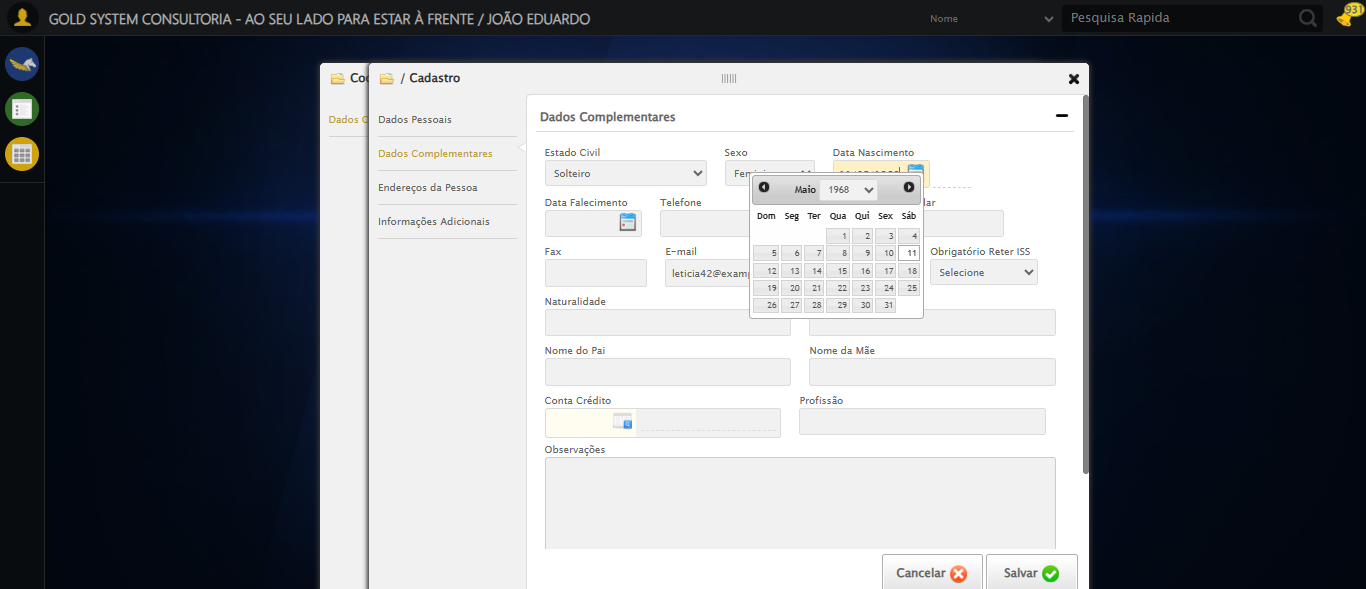 GOLD SYSTEM CONSULTORIA - AO SEU LADO PARA ESTAR À FRENTE / JOÃO EDUARDO
Nome
Pesquisa Rapida
931
/ Cadastro
Dados Pessoais
Dados Complementares
Endereços da Pessoa
Informações Adicionais
Dados Complementares
Estado Civil
Sexo
Data Nascimento
Solteiro
Data Falecimento
Telefone
Fax
E-mail
Obrigatório Reter ISS
Selecione
Naturalidade
Nome do Pai
Nome da Mãe
Conta Crédito
Profissão
Observações
Maio 1968
Dom Seg Ter Qua Qui Sex Sáb
1 2 3 4
5 6 7 8 9 10 11
12 13 14 15 16 17 18
19 20 21 22 23 24 25
26 27 28 29 30 31
Cancelar
Salvar